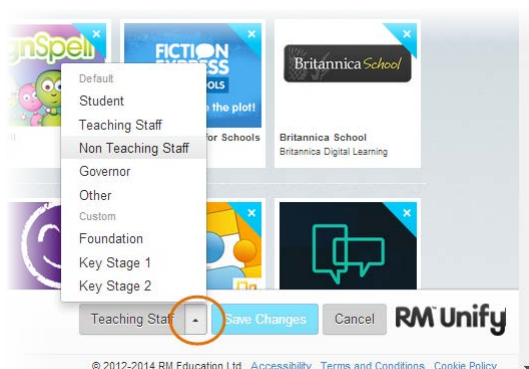 FICTION
EXPRESS
the plot!
for Schools
Britannica School
Britannica School
Britannica Digital Learning
Default
Student
Teaching Staff
Non Teaching Staff
Governor
Other
Custom
Foundation
Key Stage 1
Key Stage 2
Teaching Staff
Save Changes
Cancel
RM Unify
© 2012-2014 RM Education Ltd Accessibility Terms and Conditions Cookie Policy